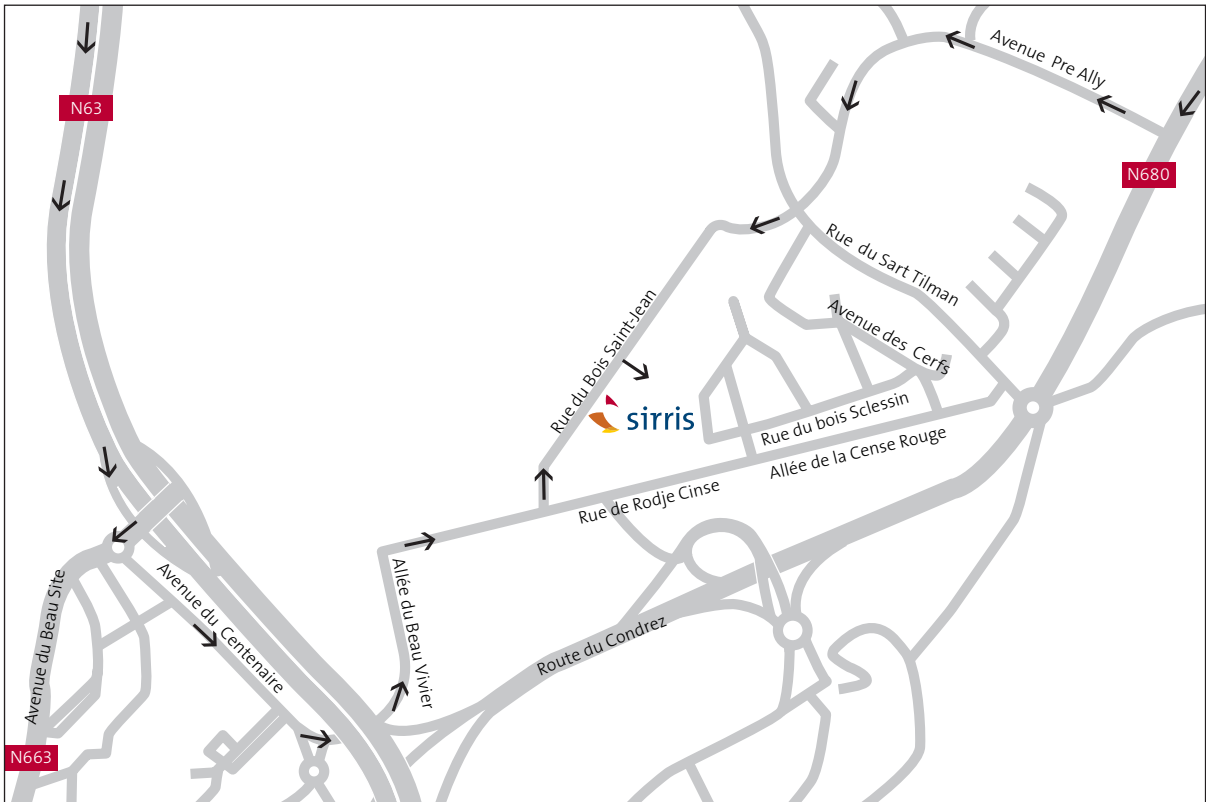 Avenue Pre Ally
N63
N680
Rue du Sart Tilman
Rue du Bois Saint-Jean
Avenue des Cerfs
sirris
Rue du bois Sclessin
Allée de la Cense Rouge
Rue de Rodje Cinse
Allée du Beau Vivier
Avenue du Beau Site
Avenue du Centenaire
Route du Condrez
N663